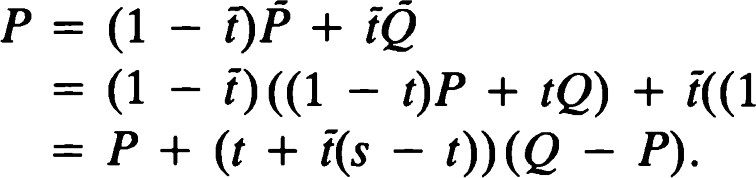 P = (1 − t̃)P̃ + t̃Q̃
= (1 − t̃)((1 − t)P + tQ) + t̃((1
= P + (t + t̃(s − t))(Q − P).